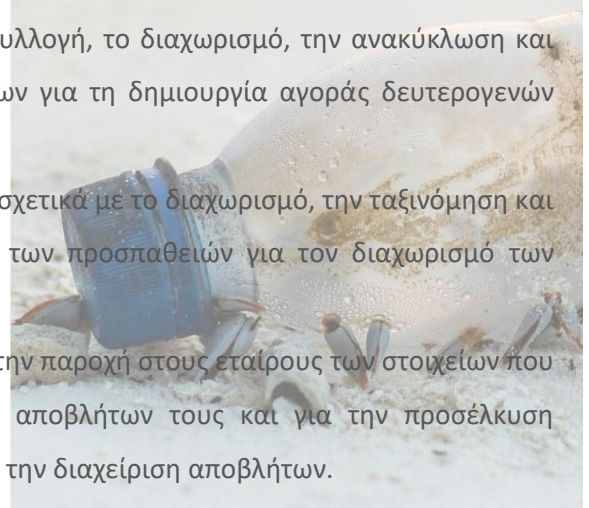 υλλογή, το διαχωρισμό, την ανακύκλωση και
ων για τη δημιουργία αγοράς δευτερογενών
σχετικά με το διαχωρισμό, την ταξινόμηση και
των προσπαθειών για τον διαχωρισμό των
την παροχή στους εταίρους των στοιχείων που
αποβλήτων τους και για την προσέλκυση
την διαχείριση αποβλήτων.